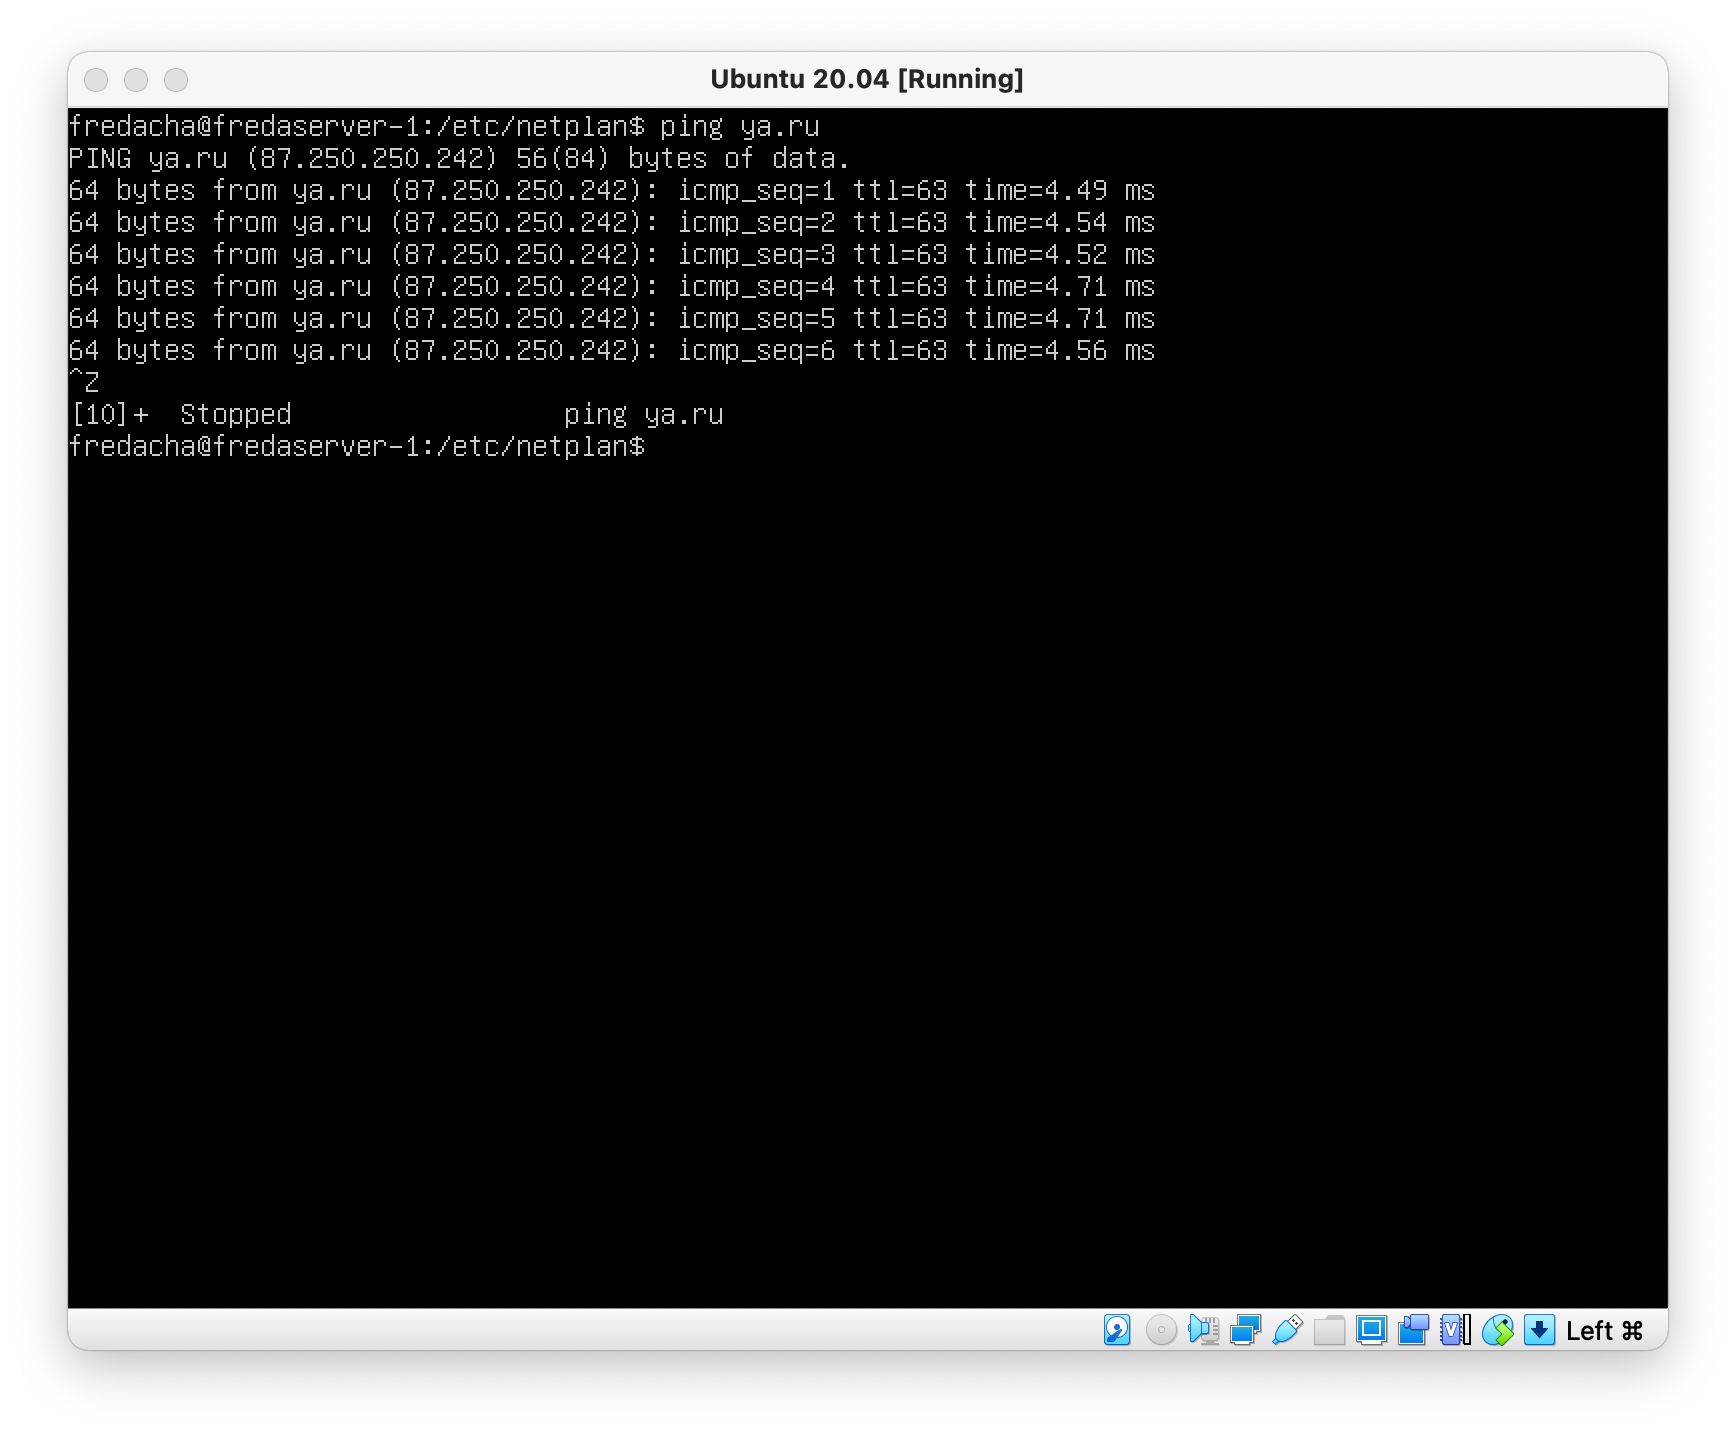 Ubuntu 20.04 [Running]
fredacha@fredaserver-1:/etc/netplan$ ping ya.ru
PING ya.ru (87.250.250.242) 56(84) bytes of data.
64 bytes from ya.ru (87.250.250.242): icmp_seq=1 ttl=63 time=4.49 ms
64 bytes from ya.ru (87.250.250.242): icmp_seq=2 ttl=63 time=4.54 ms
64 bytes from ya.ru (87.250.250.242): icmp_seq=3 ttl=63 time=4.52 ms
64 bytes from ya.ru (87.250.250.242): icmp_seq=4 ttl=63 time=4.71 ms
64 bytes from ya.ru (87.250.250.242): icmp_seq=5 ttl=63 time=4.71 ms
64 bytes from ya.ru (87.250.250.242): icmp_seq=6 ttl=63 time=4.56 ms
^Z
[10]+  Stopped                 ping ya.ru
fredacha@fredaserver-1:/etc/netplan$
Left ⌘